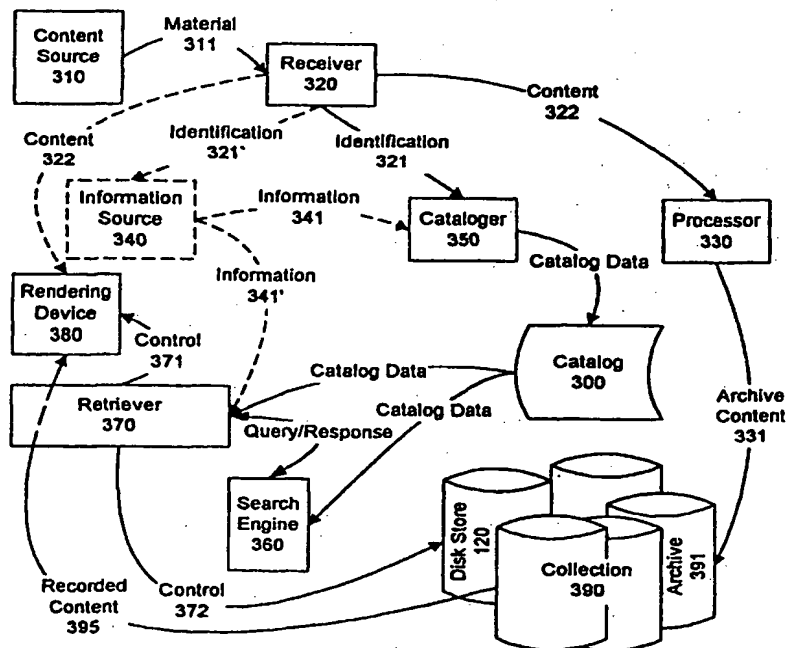 Content
Source
310
Material
311
Receiver
320
Content
322
Content
322
Identification
321'
Identification
321
Information
Source
340
Information
341
Cataloger
350
Processor
330
Catalog Data
Information
341'
Rendering
Device
380
Control
371
Catalog
300
Catalog Data
Retriever
370
Catalog Data
Query/Response
Archive
Content
331
Search
Engine
360
Disk Store
120
Collection
390
Archive
391
Recorded
Content
395
Control
372